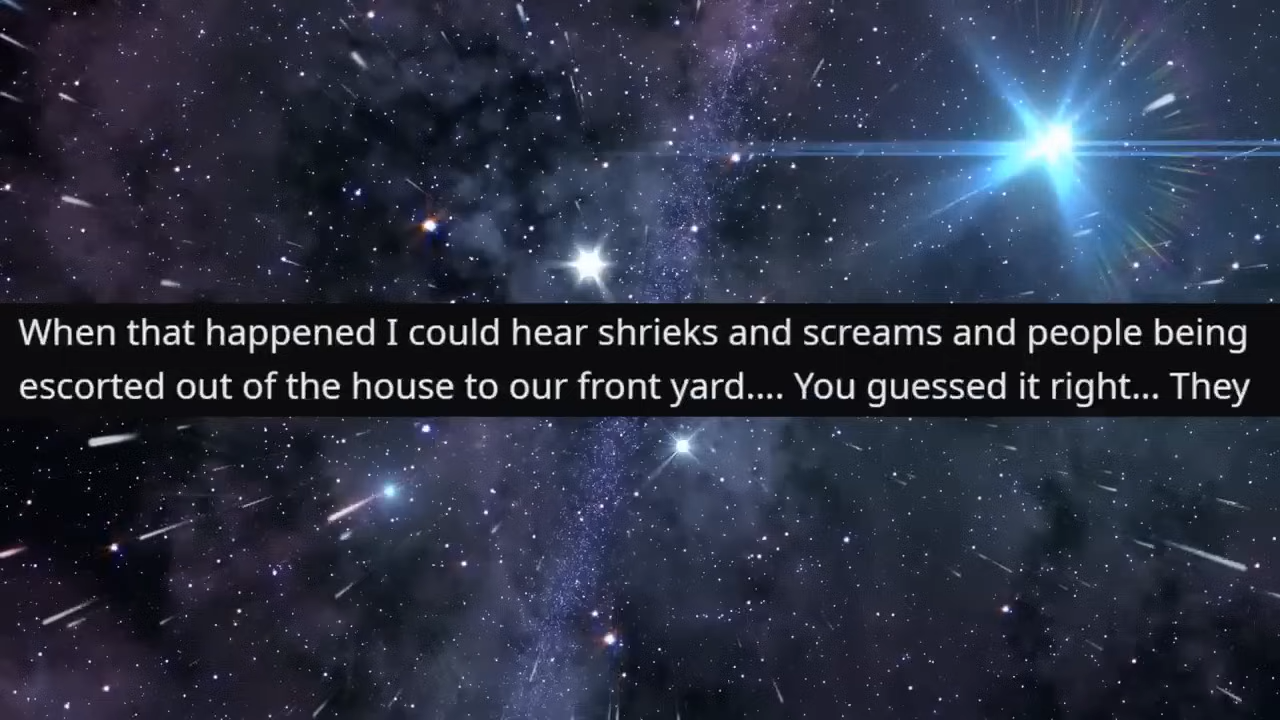 When that happened I could hear shrieks and screams and people being
escorted out of the house to our front yard.... You guessed it right... They